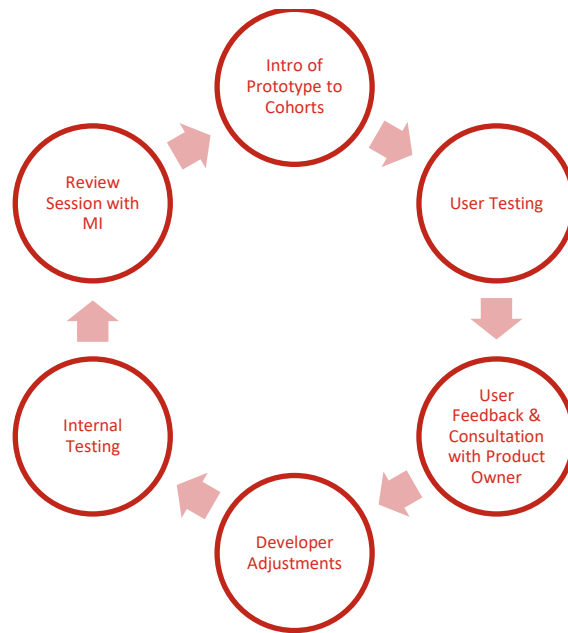 Intro of
Prototype to
Cohorts
User Testing
User
Feedback &
Consultation
with Product
Owner
Developer
Adjustments
Internal
Testing
Review
Session with
MI